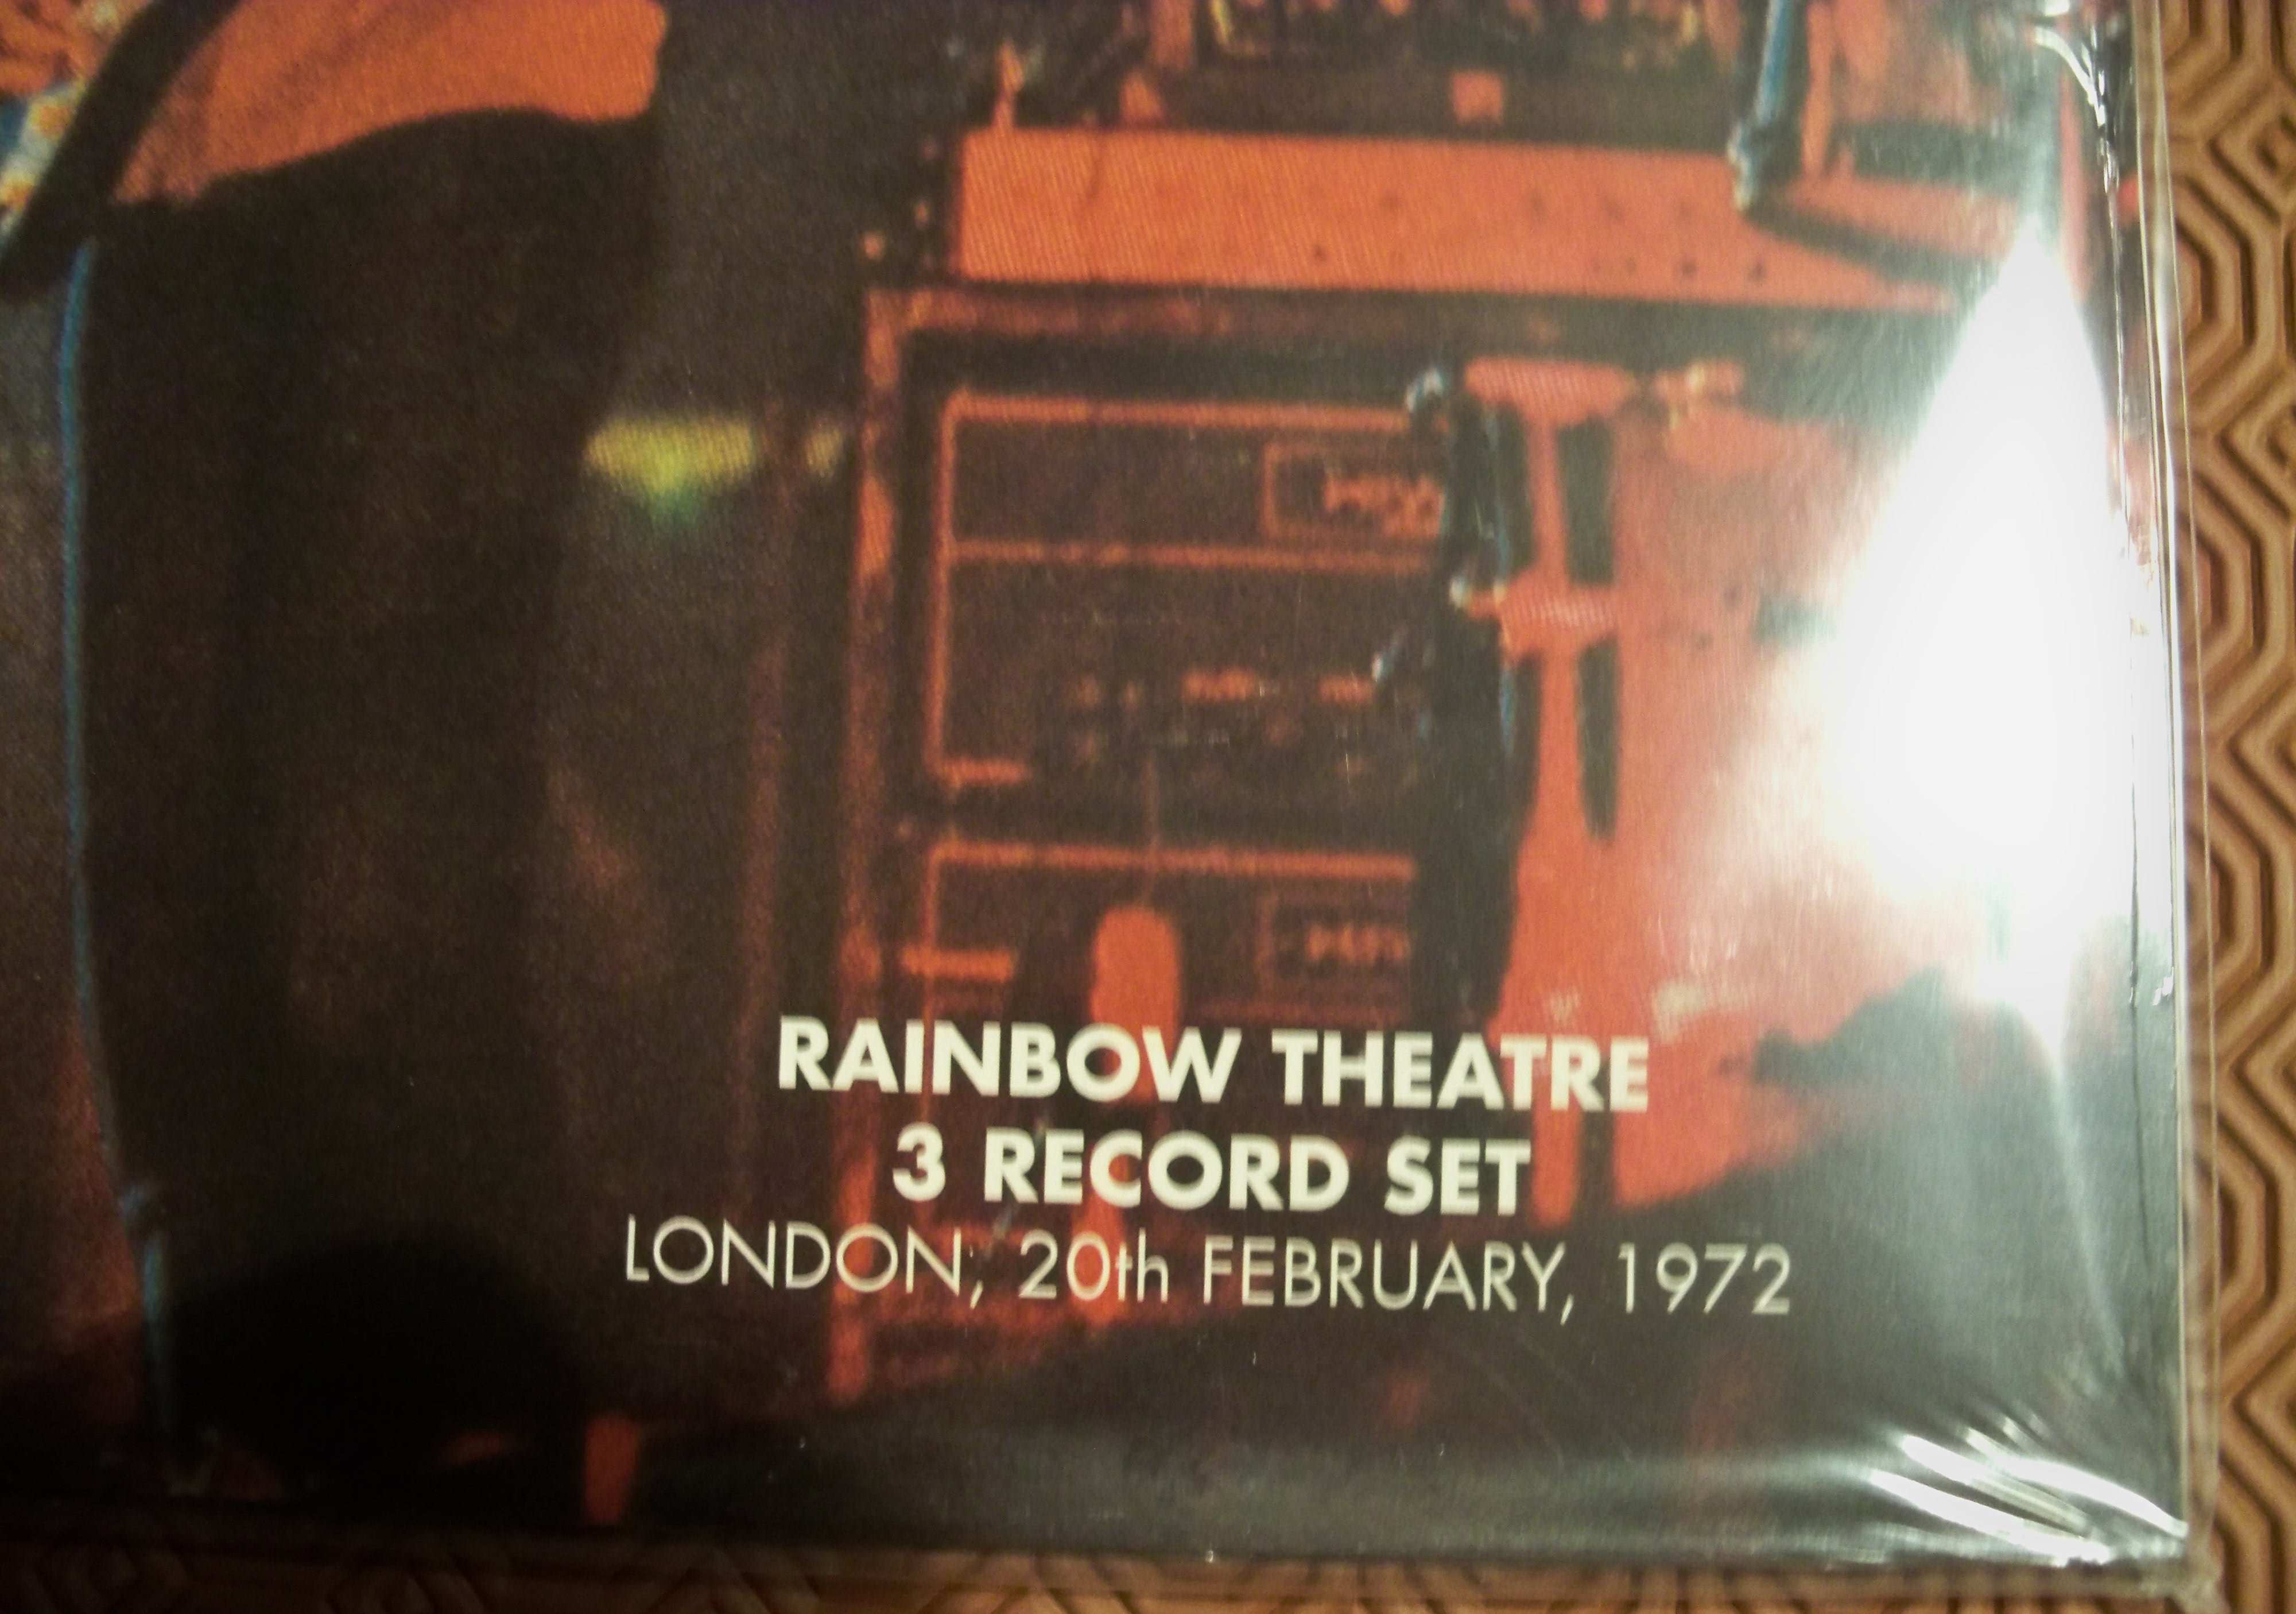 RAINBOW THEATRE
3 RECORD SET
LONDON, 20th FEBRUARY, 1972